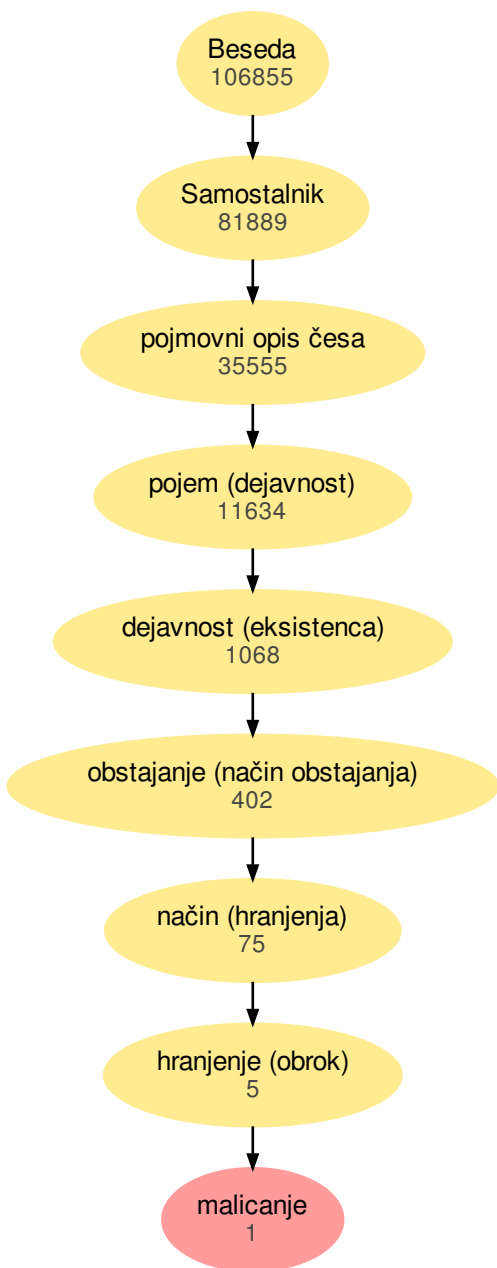 Beseda
106855
Samostalnik
81889
pojmovni opis česa
35555
pojem (dejavnost)
11634
dejavnost (eksistenca)
1068
obstajanje (način obstajanja)
402
način (hranjenja)
75
hranjenje (obrok)
5
malicanje
1